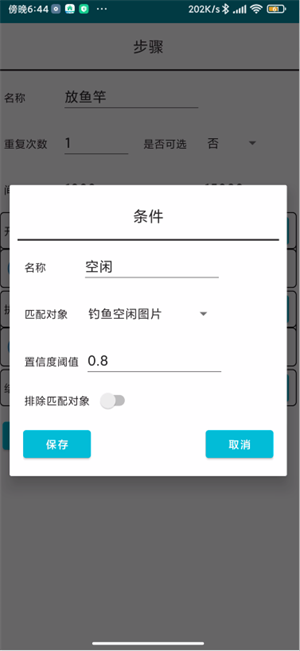 傍晚6:44 ··· 202K/s
步骤
名称 放鱼竿
重复次数 1 是否可选 否
条件
名称 空闲
匹配对象 钓鱼空闲图片
置信度阈值 0.8
排除匹配对象
保存 取消